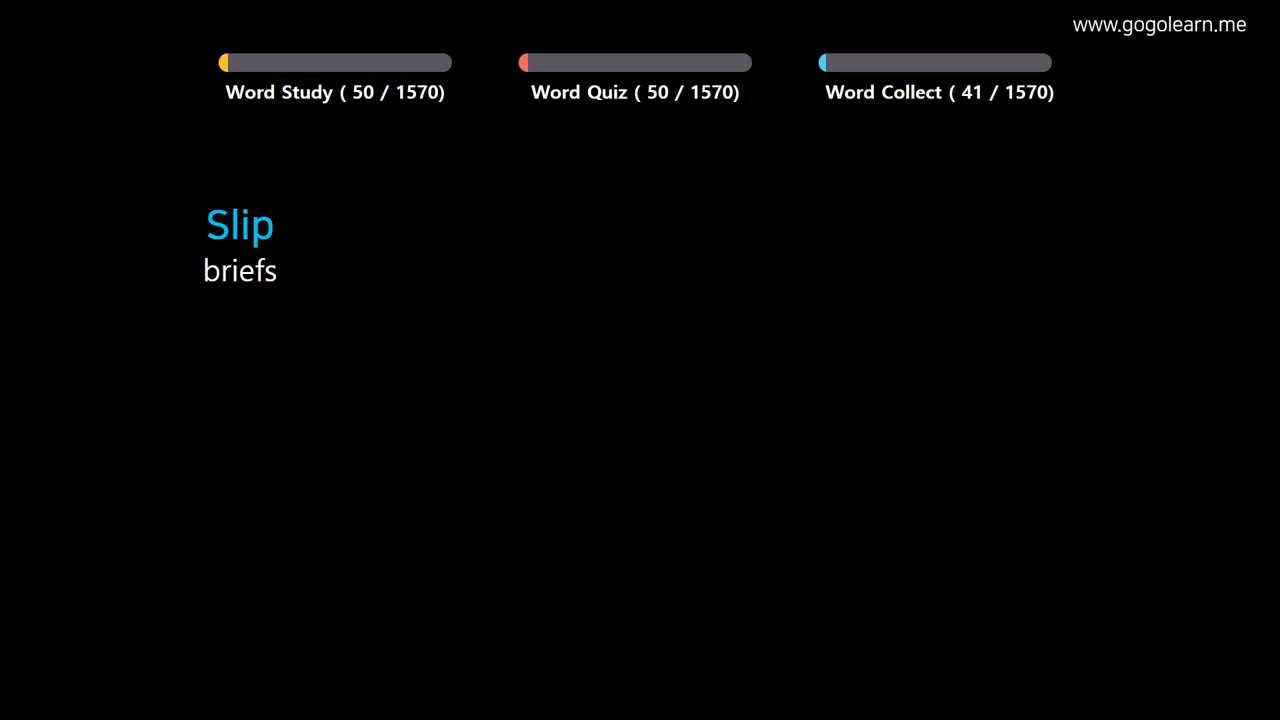 www.gogolearn.me
Word Study ( 50 / 1570)
Word Quiz ( 50 / 1570)
Word Collect ( 41 / 1570)
Slip
briefs